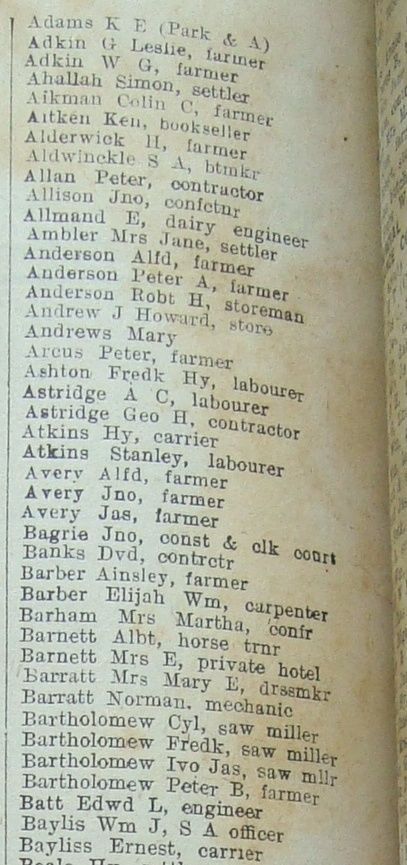 Adams K E (Park & A)
Adkin G Leslie, farmer
Adkin W G, farmer
Ahallah Simon, settler
Aikman Colin C, farmer
Aitken Ken, bookseller
Alderwick H, farmer
Aldwinckle S A, btmkr
Allan Peter, contractor
Allison Jno, confctnr
Allmand E, dairy engineer
Ambler Mrs Jane, settler
Anderson Alfd, farmer
Anderson Peter A, farmer
Anderson Robt H, storeman
Andrew J Howard, store
Andrews Mary
Arcus Peter, farmer
Ashton Fredk Hy, labourer
Astridge A C, labourer
Astridge Geo H, contractor
Atkins Hy, carrier
Atkins Stanley, labourer
Avery Alfd, farmer
Avery Jno, farmer
Avery Jas, farmer
Bagrie Jno, const & clk court
Banks Dvd, contrctr
Barber Ainsley, farmer
Barber Elijah Wm, carpenter
Barham Mrs Martha, confr
Barnett Albt, horse trnr
Barnett Mrs E, private hotel
Barratt Mrs Mary E, drssmkr
Barratt Norman, mechanic
Bartholomew Cyl, saw miller
Bartholomew Fredk, saw miller
Bartholomew Ivo Jas, saw mllr
Bartholomew Peter B, farmer
Batt Edwd L, engineer
Baylis Wm J, S A officer
Bayliss Ernest, carrier